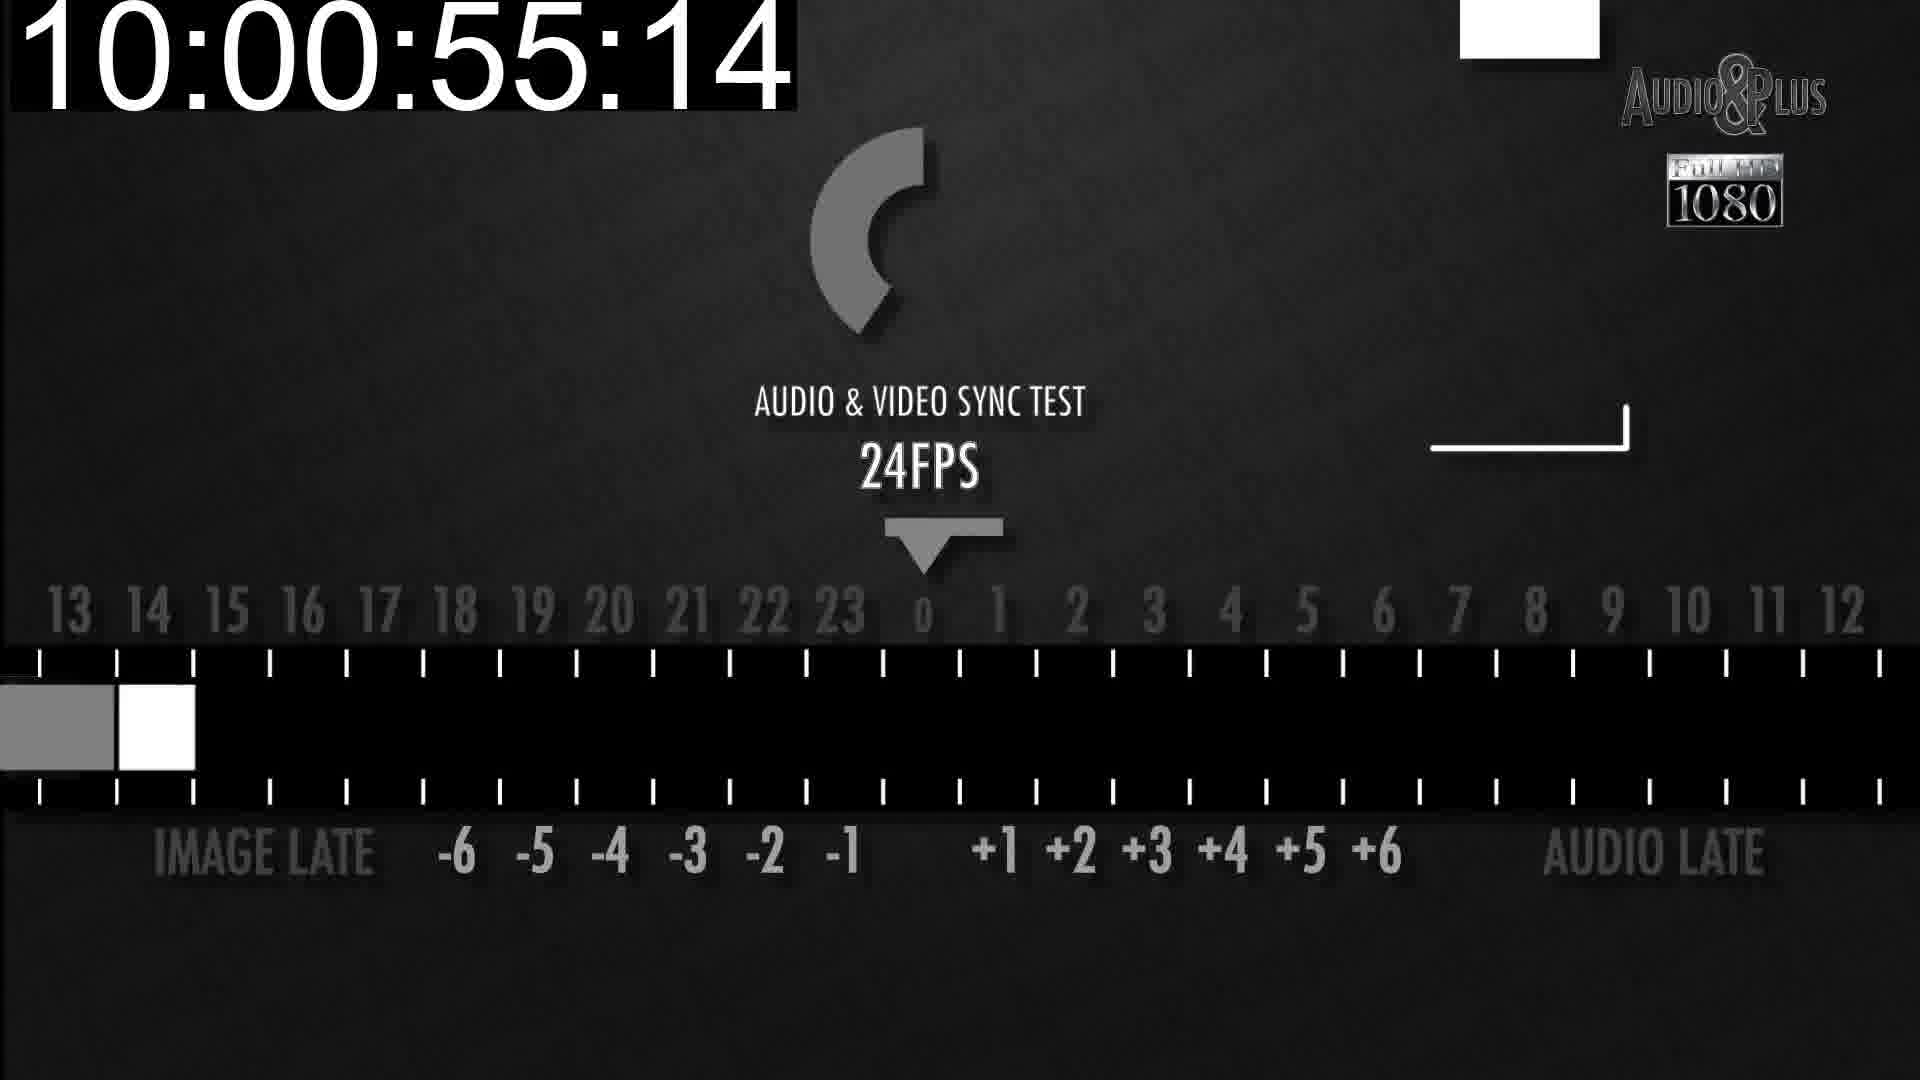 10:00:55:14
AUDIO & PLUS
Full HD
1080
AUDIO & VIDEO SYNC TEST
24FPS
13 14 15 16 17 18 19 20 21 22 23 0 1 2 3 4 5 6 7 8 9 10 11 12
IMAGE LATE -6 -5 -4 -3 -2 -1 +1 +2 +3 +4 +5 +6 AUDIO LATE